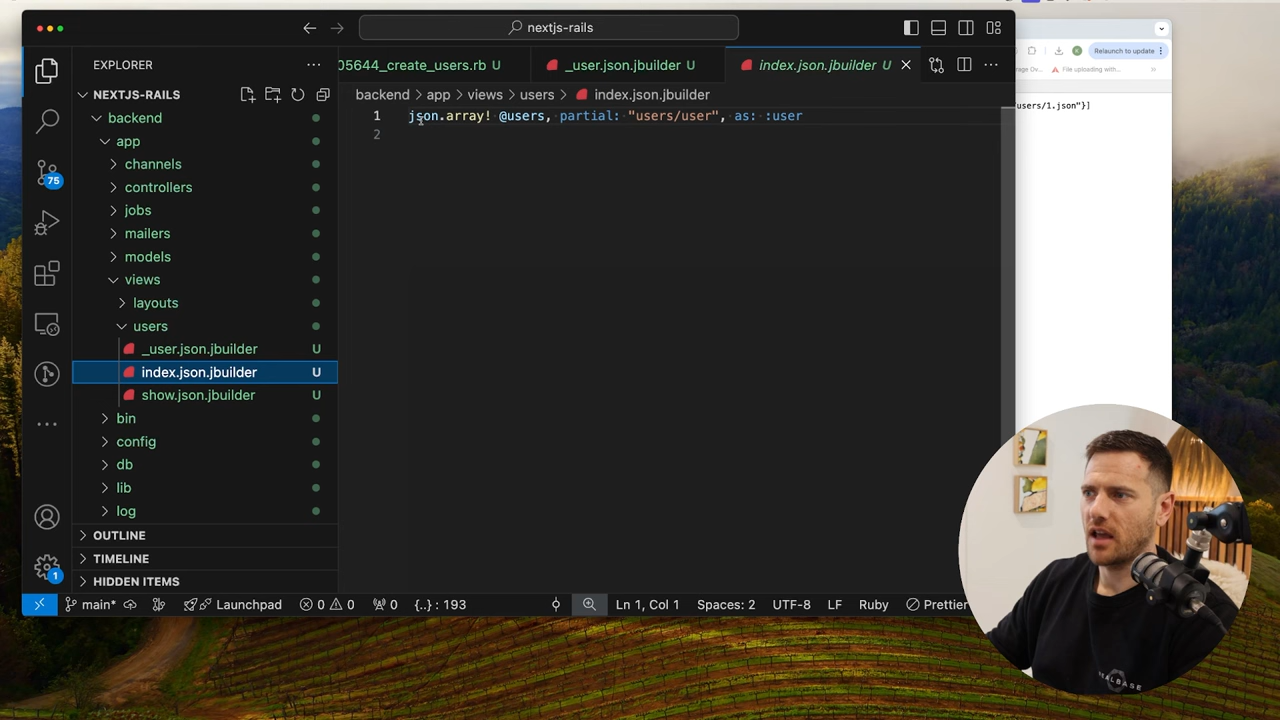 nextjs-rails
EXPLORER
05644_create_users.rb U
_user.json.jbuilder U
index.json.jbuilder U
Relaunch to update
File uploading with...
NEXTJS-RAILS
backend > app > views > users > index.json.jbuilder
users/1.json"}]
1 json.array! @users, partial: "users/user", as: :user
2
backend
app
channels
75
controllers
jobs
mailers
models
views
layouts
users
_user.json.jbuilder U
index.json.jbuilder U
show.json.jbuilder U
bin
config
db
lib
log
OUTLINE
TIMELINE
HIDDEN ITEMS
1
main* Launchpad 0 0 0 {..} : 193 Ln 1, Col 1 Spaces: 2 UTF-8 LF Ruby Prettier